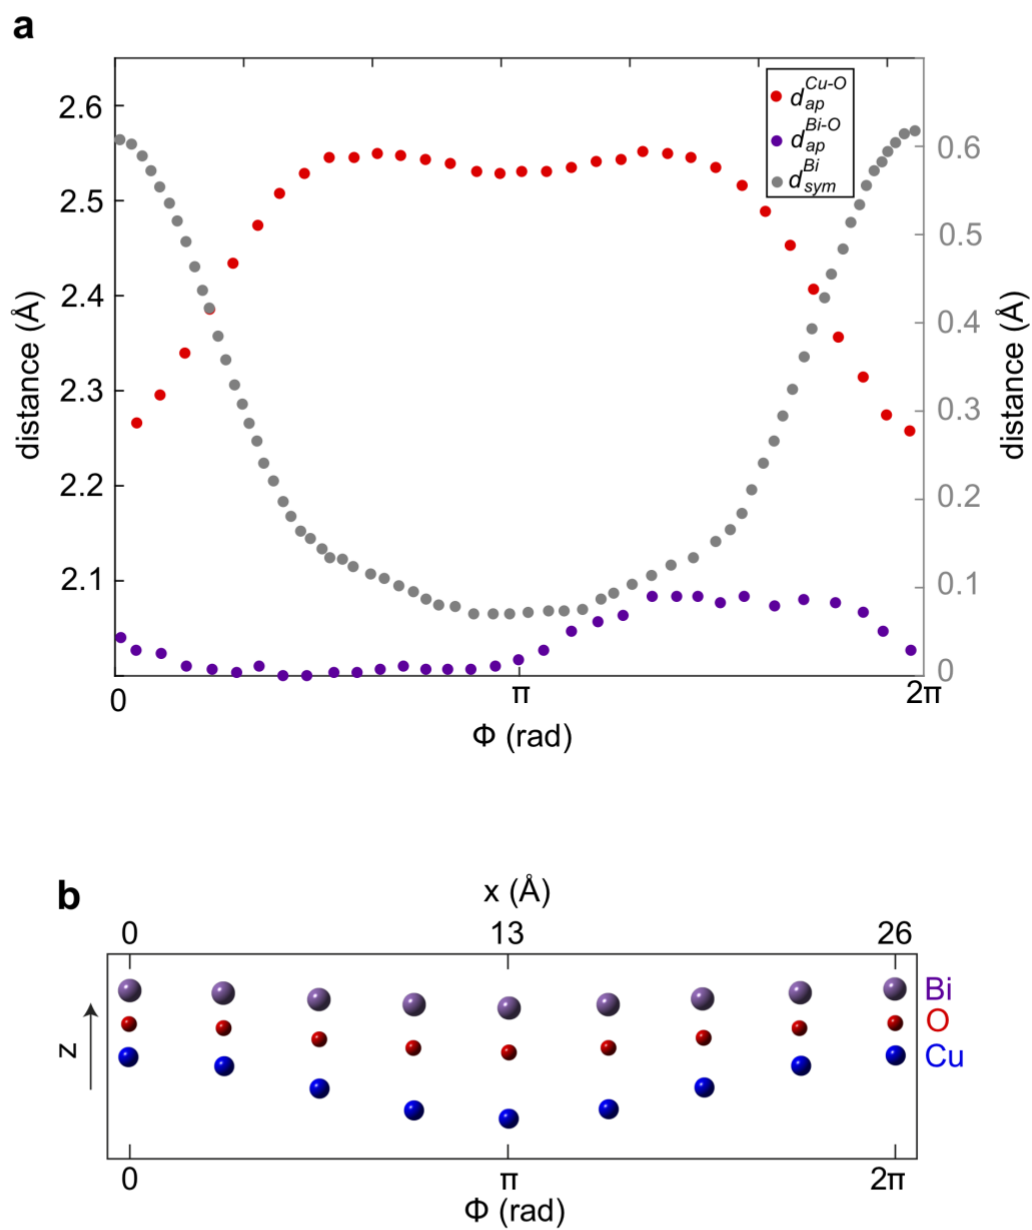 a
d_ap^Cu-O
d_ap^Bi-O
d_sym^Bi
distance (Å)
2.6
2.5
2.4
2.3
2.2
2.1
0.6
0.5
0.4
0.3
0.2
0.1
0
distance (Å)
0 π 2π
Φ (rad)
b
x (Å)
0 13 26
z
Bi
O
Cu
0 π 2π
Φ (rad)